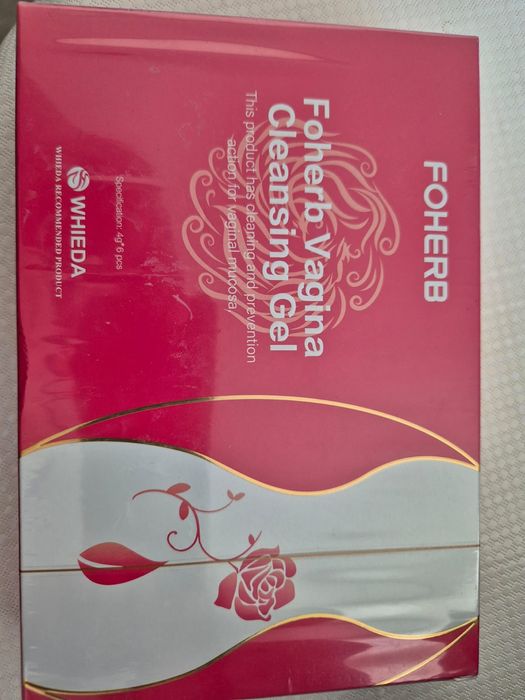 FOHERB
Foherb Vagina
Cleansing Gel
This product has cleaning and prevention
action for vaginal mucosa
Specification: 4g*6 pcs
WHIEDA
WHIEDA RECOMMENDED PRODUCT